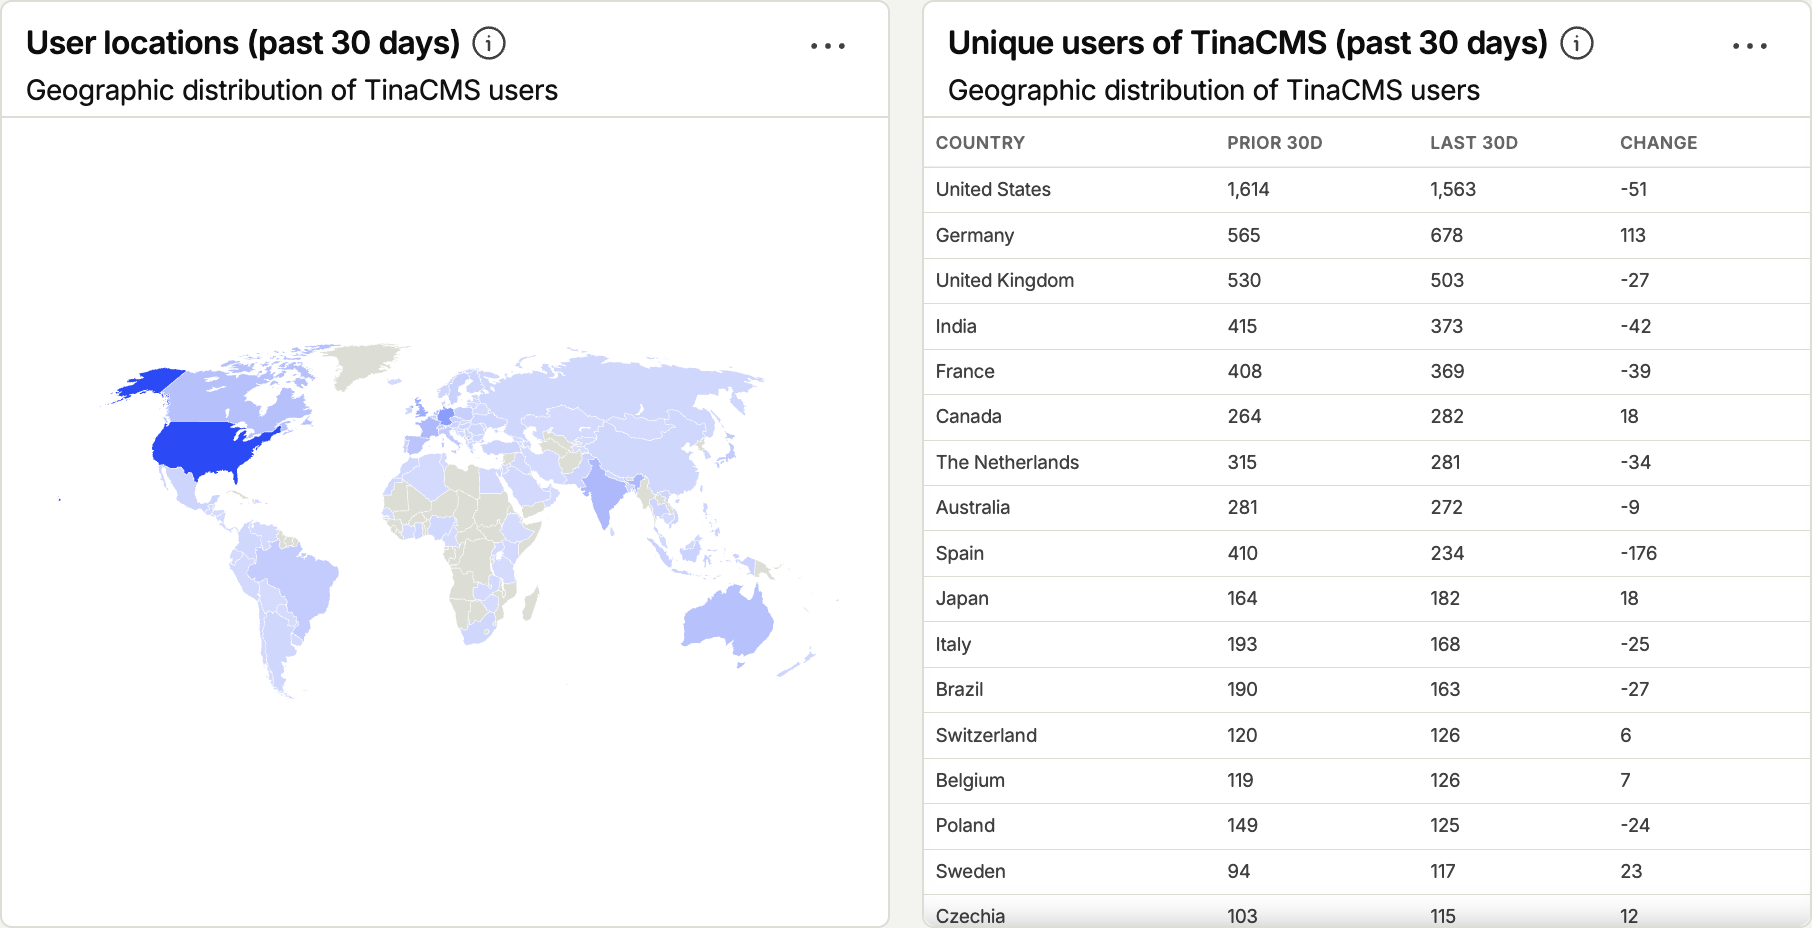 User locations (past 30 days)
Geographic distribution of TinaCMS users
Unique users of TinaCMS (past 30 days)
Geographic distribution of TinaCMS users
COUNTRY PRIOR 30D LAST 30D CHANGE
United States 1,614 1,563 -51
Germany 565 678 113
United Kingdom 530 503 -27
India 415 373 -42
France 408 369 -39
Canada 264 282 18
The Netherlands 315 281 -34
Australia 281 272 -9
Spain 410 234 -176
Japan 164 182 18
Italy 193 168 -25
Brazil 190 163 -27
Switzerland 120 126 6
Belgium 119 126 7
Poland 149 125 -24
Sweden 94 117 23
Czechia 103 115 12